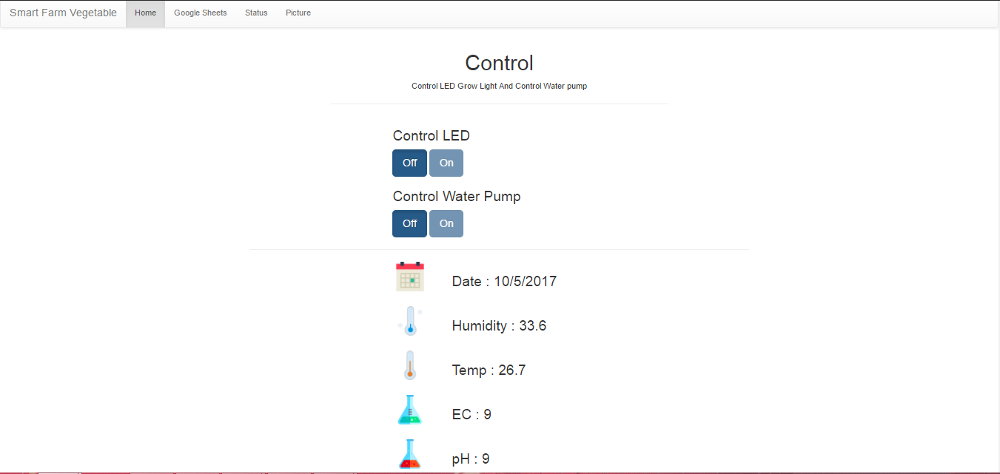 Smart Farm Vegetable Home Google Sheets Status Picture
Control
Control LED Grow Light And Control Water pump
Control LED
Off On
Control Water Pump
Off On
Date : 10/5/2017
Humidity : 33.6
Temp : 26.7
EC : 9
pH : 9